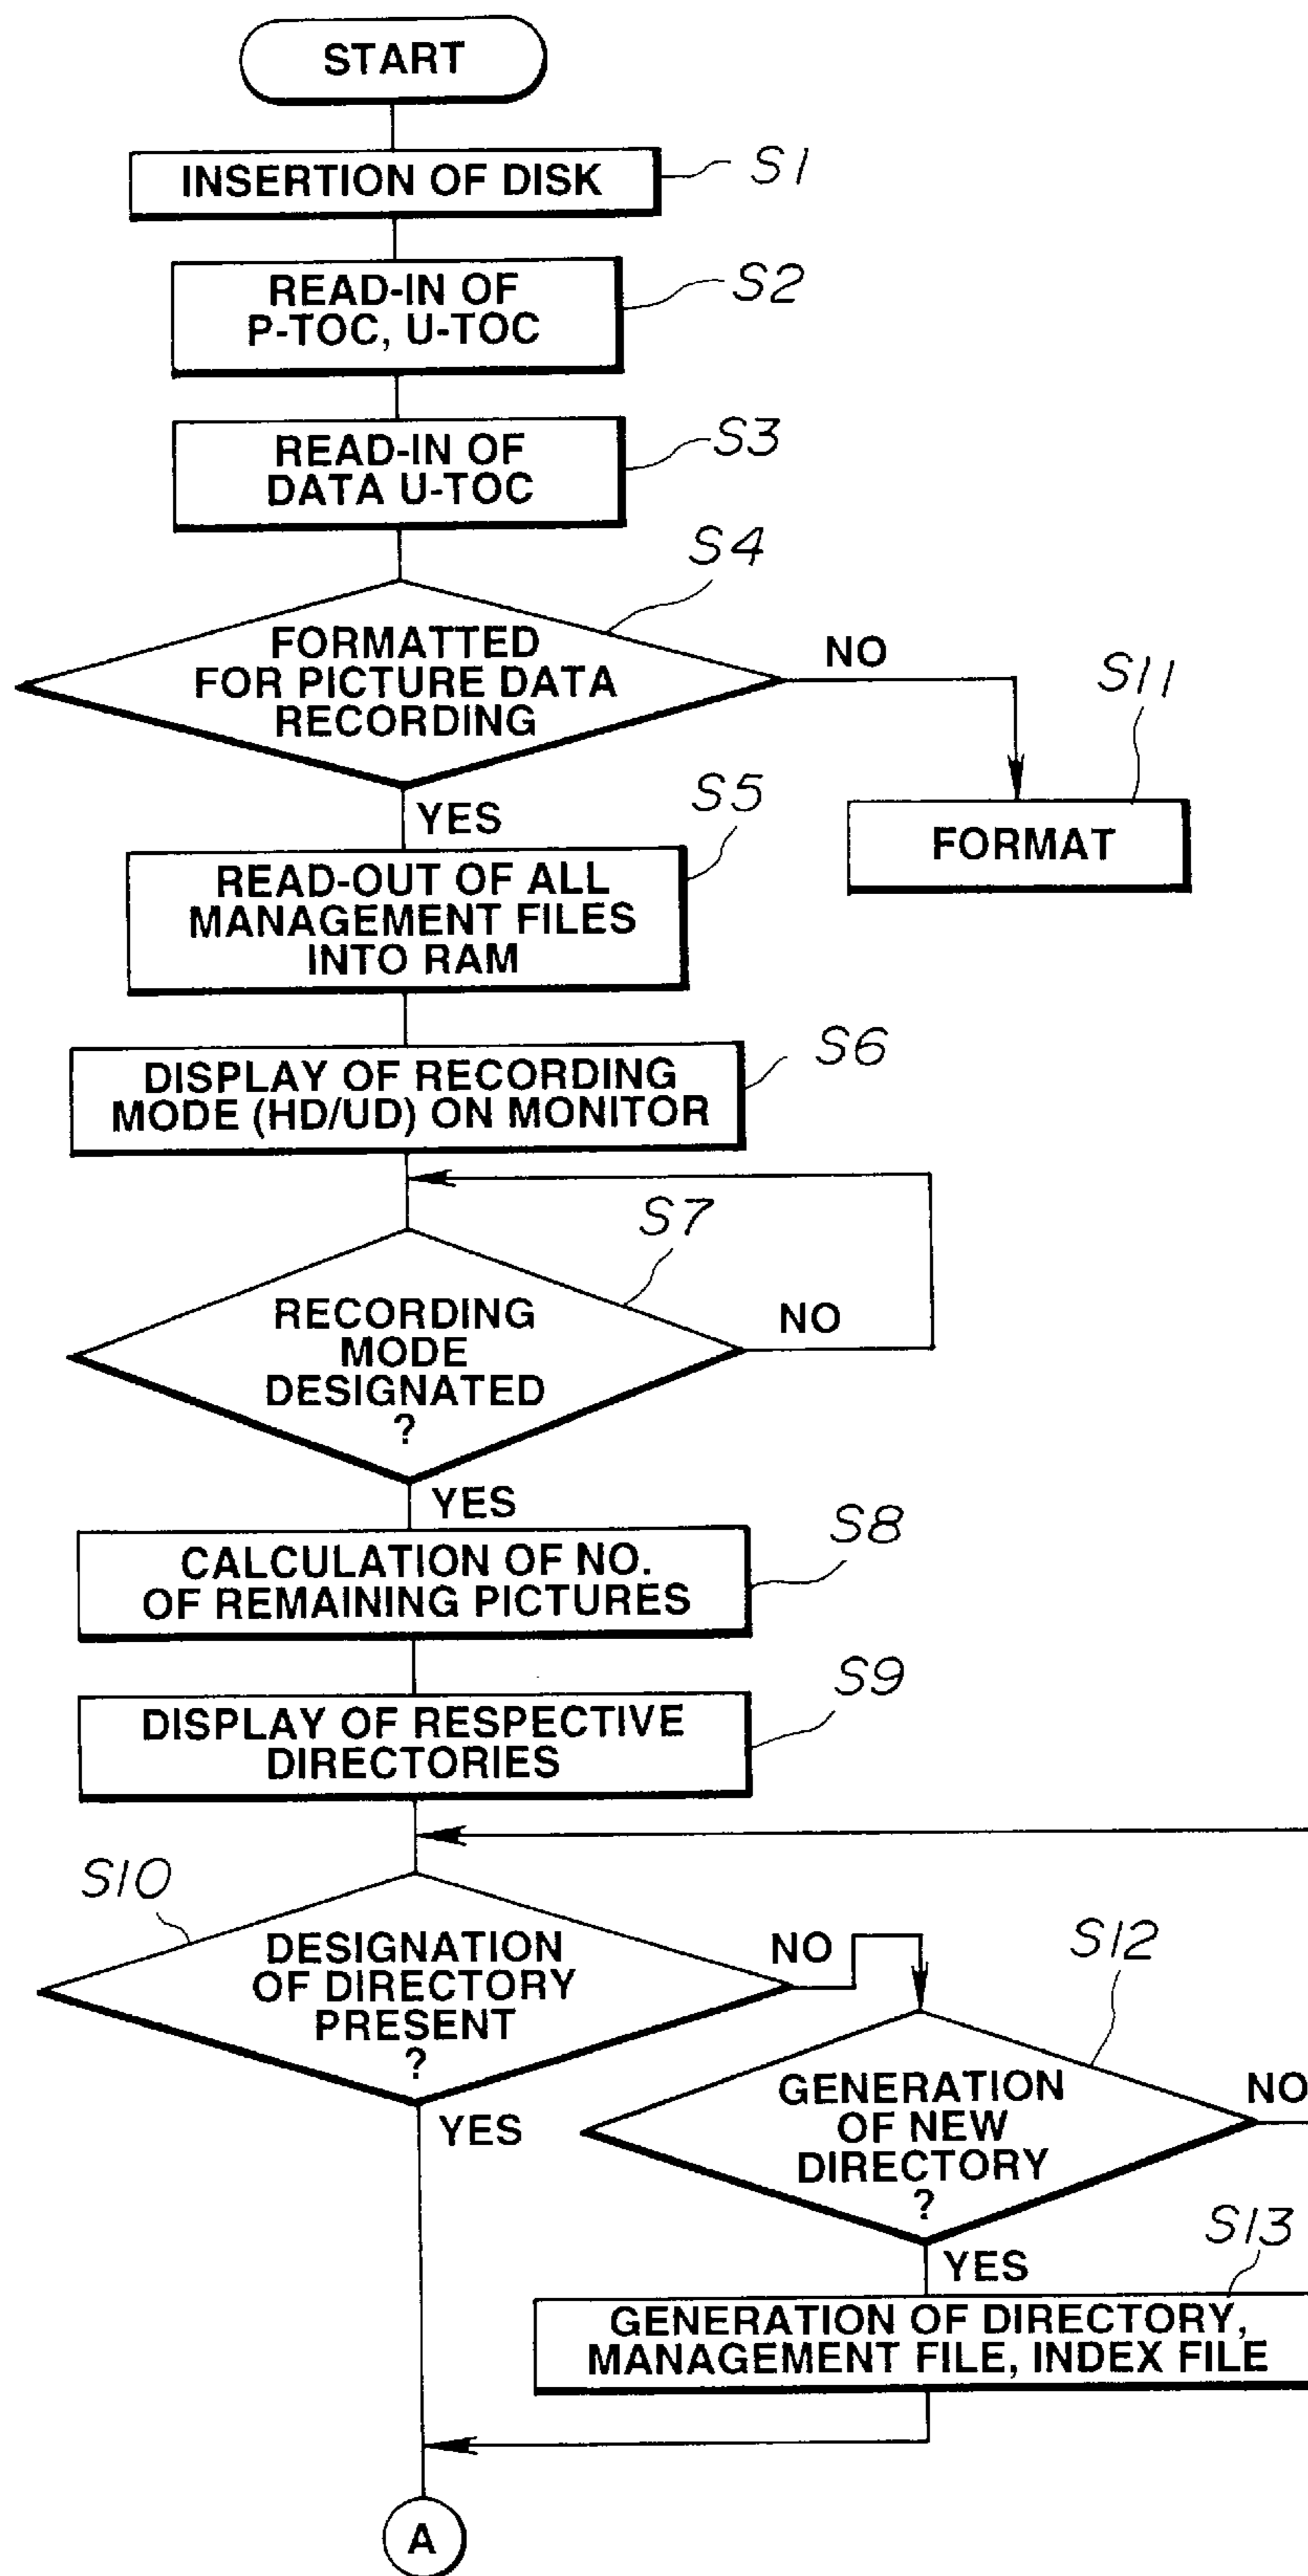 START
INSERTION OF DISK
S1
READ-IN OF
P-TOC, U-TOC
S2
READ-IN OF
DATA U-TOC
S3
S4
FORMATTED
FOR PICTURE DATA
RECORDING
NO
S11
FORMAT
YES
S5
READ-OUT OF ALL
MANAGEMENT FILES
INTO RAM
S6
DISPLAY OF RECORDING
MODE (HD/UD) ON MONITOR
S7
RECORDING
MODE
DESIGNATED
?
NO
YES
S8
CALCULATION OF NO.
OF REMAINING PICTURES
S9
DISPLAY OF RESPECTIVE
DIRECTORIES
S10
DESIGNATION
OF DIRECTORY
PRESENT
?
NO
S12
YES
GENERATION
OF NEW
DIRECTORY
?
NO
S13
YES
GENERATION OF DIRECTORY,
MANAGEMENT FILE, INDEX FILE
A